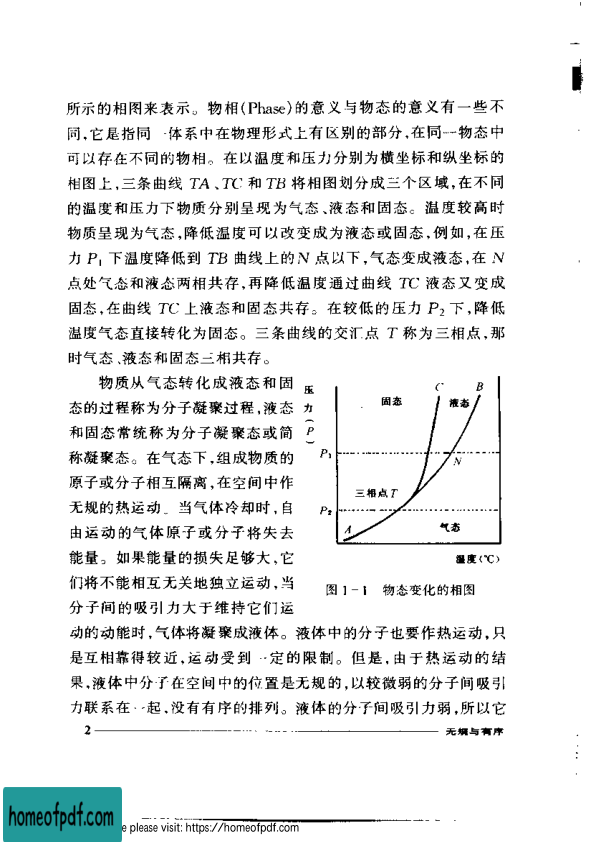 所示的相图来表示。物相(Phase)的意义与物态的意义有一些不
同,它是指同一体系中在物理形式上有区别的部分,在同一物态中
可以存在不同的物相。在以温度和压力分别为横坐标和纵坐标的
相图上,三条曲线 TA、TC 和 TB 将相图划分成三个区域,在不同
的温度和压力下物质分别呈现为气态、液态和固态。温度较高时
物质呈现为气态,降低温度可以改变成为液态或固态,例如,在压
力 P₁ 下温度降低到 TB 曲线上的 N 点以下,气态变成液态,在 N
点处气态和液态两相共存,再降低温度通过曲线 TC 液态又变成
固态,在曲线 TC 上液态和固态共存。在较低的压力 P₂ 下,降低
温度气态直接转化为固态。三条曲线的交汇点 T 称为三相点,那
时气态、液态和固态三相共存。
物质从气态转化成液态和固
态的过程称为分子凝聚过程,液态
和固态常统称为分子凝聚态或简
称凝聚态。在气态下,组成物质的
原子或分子相互隔离,在空间中作
无规的热运动。当气体冷却时,自
由运动的气体原子或分子将失去
能量。如果能量的损失足够大,它
们将不能相互无关地独立运动,当
分子间的吸引力大于维持它们运
压力(P)
C
B
固态
液态
P₁
N
三相点T
P₂
A
气态
温度(℃)
图1-1 物态变化的相图
动的动能时,气体将凝聚成液体。液体中的分子也要作热运动,只
是互相靠得较近,运动受到一定的限制。但是,由于热运动的结
果,液体中分子在空间中的位置是无规的,以较微弱的分子间吸引
力联系在一起,没有有序的排列。液体的分子间吸引力弱,所以它
2
无规与有序
homeofpdf.com
e please visit: https://homeofpdf.com